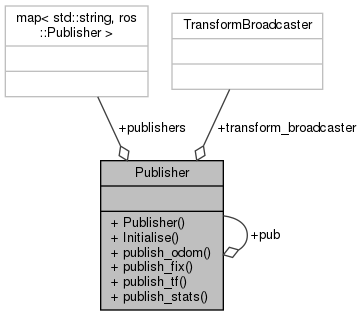 map< std::string, ros
::Publisher >
TransformBroadcaster
+publishers
+transform_broadcaster
Publisher
+ Publisher()
+ Initialise()
+ publish_odom()
+ publish_fix()
+ publish_tf()
+ publish_stats()
+pub